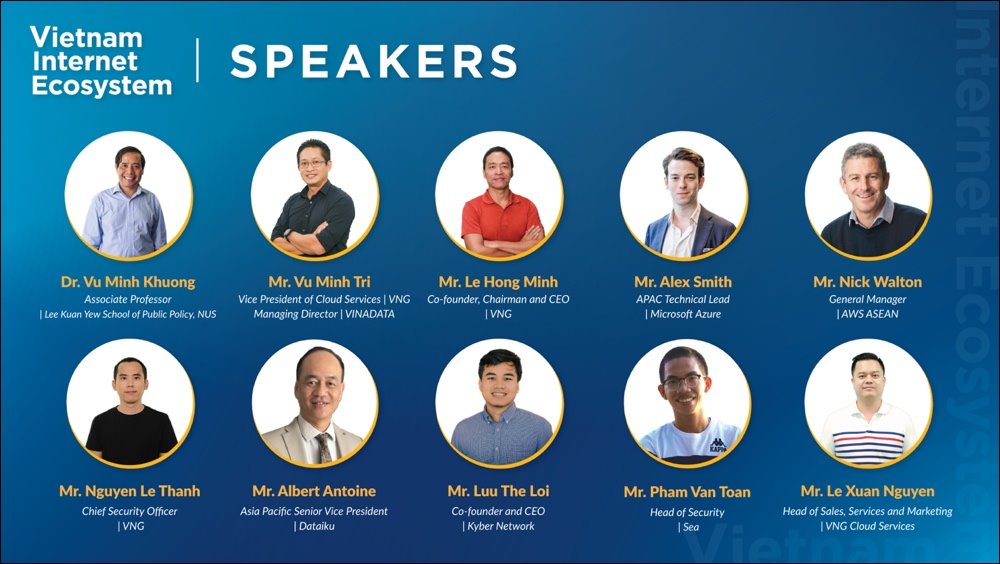 Vietnam
Internet
Ecosystem
SPEAKERS
Dr. Vu Minh Khuong
Associate Professor
| Lee Kuan Yew School of Public Policy, NUS
Mr. Vu Minh Tri
Vice President of Cloud Services | VNG
Managing Director | VINADATA
Mr. Le Hong Minh
Co-founder, Chairman and CEO
| VNG
Mr. Alex Smith
APAC Technical Lead
| Microsoft Azure
Mr. Nick Walton
General Manager
| AWS ASEAN
Mr. Nguyen Le Thanh
Chief Security Officer
| VNG
Mr. Albert Antoine
Asia Pacific Senior Vice President
| Dataiku
Mr. Luu The Loi
Co-founder and CEO
| Kyber Network
KAPPA
Mr. Pham Van Toan
Head of Security
| Sea
Mr. Le Xuan Nguyen
Head of Sales, Services and Marketing
| VNG Cloud Services
Internet Ecosystem
Vietnam